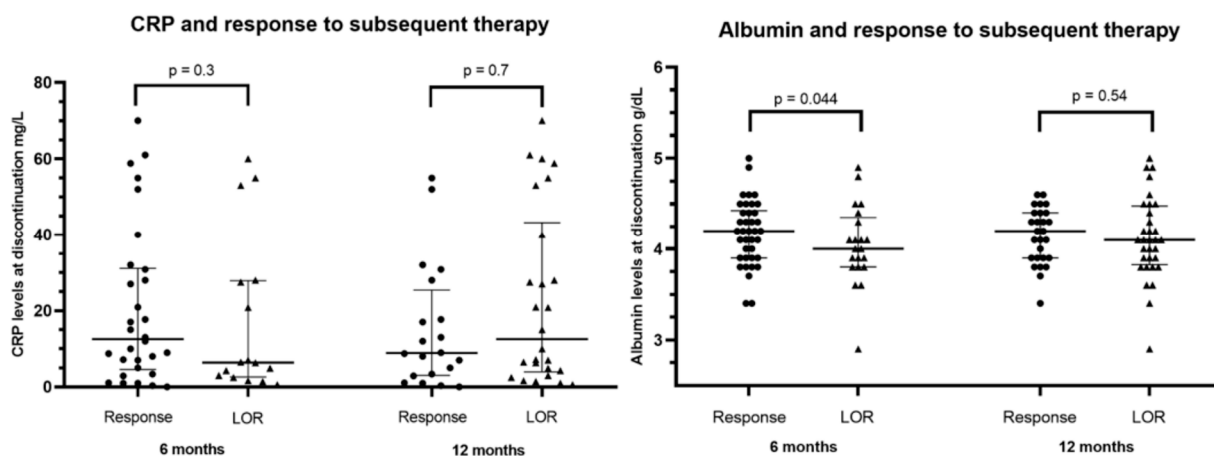 CRP and response to subsequent therapy
p = 0.3
p = 0.7
CRP levels at discontinuation mg/L
80
60
40
20
0
Response
LOR
Response
LOR
6 months
12 months
Albumin and response to subsequent therapy
p = 0.044
p = 0.54
Albumin levels at discontinuation g/dL
6
5
4
3
Response
LOR
Response
LOR
6 months
12 months